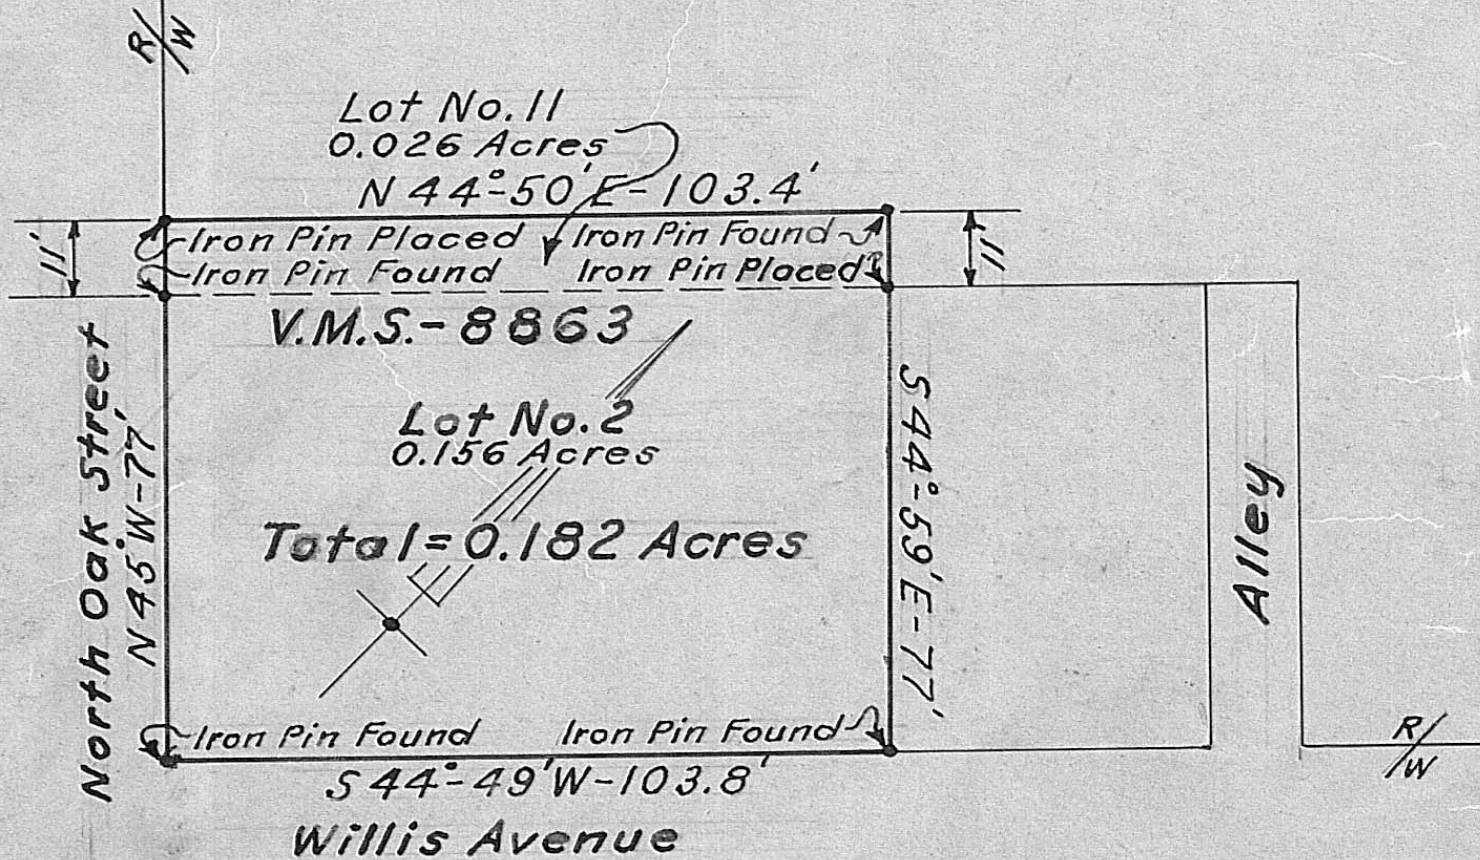 R/W
Lot No. 11
0.026 Acres
N 44°-50' E - 103.4'
11'
Iron Pin Placed
Iron Pin Found
11'
Iron Pin Found
Iron Pin Placed
V.M.S. - 8863
Lot No. 2
0.156 Acres
Total = 0.182 Acres
North Oak Street
N 45° W - 77'
S 44°-59' E - 77'
Alley
Iron Pin Found
Iron Pin Found
S 44°-49' W - 103.8'
Willis Avenue
R/W